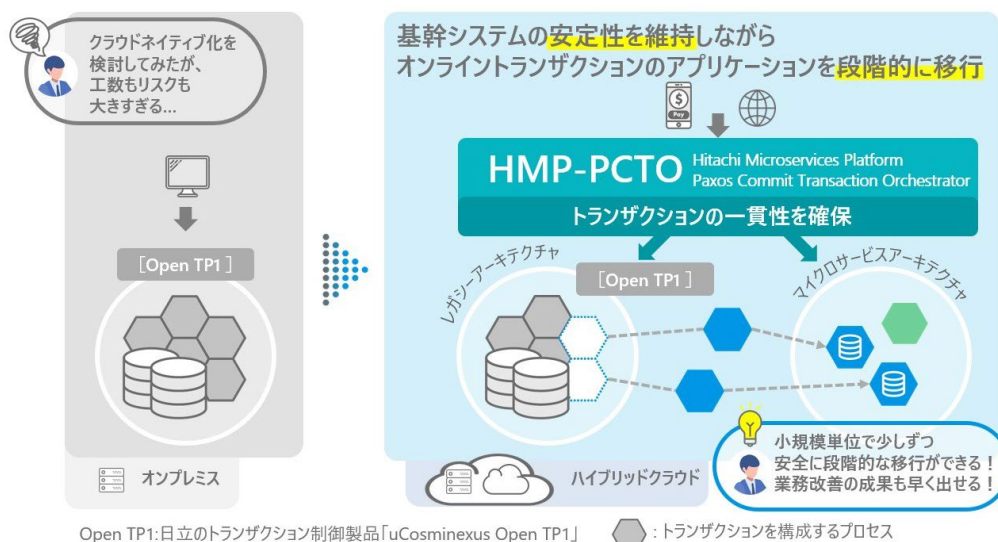 クラウドネイティブ化を
検討してみたが、
工数もリスクも
大きすぎる...
[Open TP1]
オンプレミス
基幹システムの安定性を維持しながら
オンライントランザクションのアプリケーションを段階的に移行
$
Pay
HMP-PCTO
Hitachi Microservices Platform
Paxos Commit Transaction Orchestrator
トランザクションの一貫性を確保
レガシーアーキテクチャ
[Open TP1]
マイクロサービスアーキテクチャ
小規模単位で少しずつ
安全に段階的な移行ができる!
業務改善の成果も早く出せる!
ハイブリッドクラウド
Open TP1:日立のトランザクション制御製品「uCosminexus Open TP1」
:トランザクションを構成するプロセス